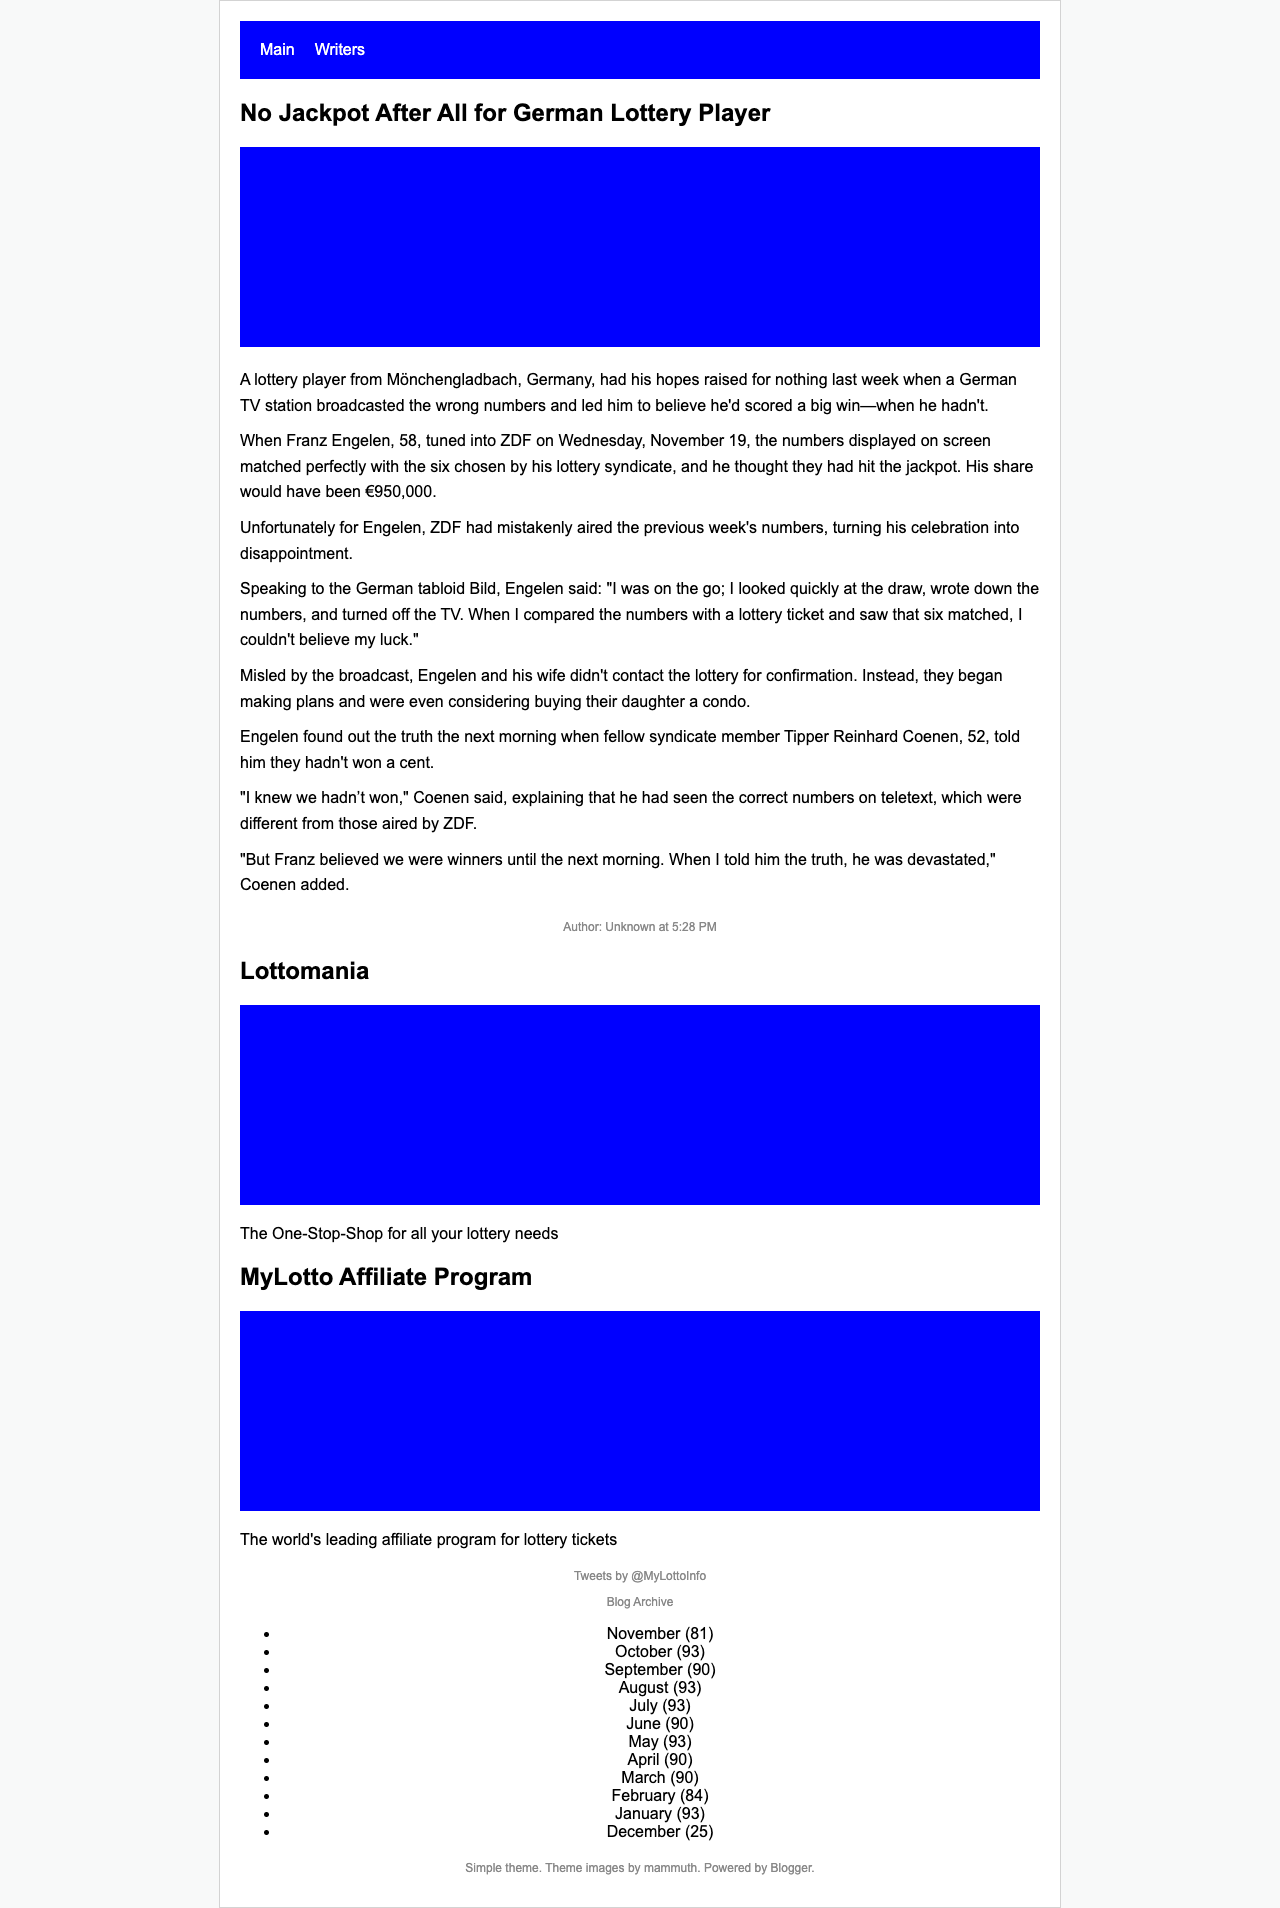 Main Writers
No Jackpot After All for German Lottery Player
A lottery player from Mönchengladbach, Germany, had his hopes raised for nothing last week when a German
TV station broadcasted the wrong numbers and led him to believe he'd scored a big win—when he hadn't.
When Franz Engelen, 58, tuned into ZDF on Wednesday, November 19, the numbers displayed on screen
matched perfectly with the six chosen by his lottery syndicate, and he thought they had hit the jackpot. His share
would have been €950,000.
Unfortunately for Engelen, ZDF had mistakenly aired the previous week's numbers, turning his celebration into
disappointment.
Speaking to the German tabloid Bild, Engelen said: "I was on the go; I looked quickly at the draw, wrote down the
numbers, and turned off the TV. When I compared the numbers with a lottery ticket and saw that six matched, I
couldn't believe my luck."
Misled by the broadcast, Engelen and his wife didn't contact the lottery for confirmation. Instead, they began
making plans and were even considering buying their daughter a condo.
Engelen found out the truth the next morning when fellow syndicate member Tipper Reinhard Coenen, 52, told
him they hadn't won a cent.
"I knew we hadn't won," Coenen said, explaining that he had seen the correct numbers on teletext, which were
different from those aired by ZDF.
"But Franz believed we were winners until the next morning. When I told him the truth, he was devastated,"
Coenen added.
Author: Unknown at 5:28 PM
Lottomania
The One-Stop-Shop for all your lottery needs
MyLotto Affiliate Program
The world's leading affiliate program for lottery tickets
Tweets by @MyLottoInfo
Blog Archive
• November (81)
• October (93)
• September (90)
• August (93)
• July (93)
• June (90)
• May (93)
• April (90)
• March (90)
• February (84)
• January (93)
• December (25)
Simple theme. Theme images by mammuth. Powered by Blogger.